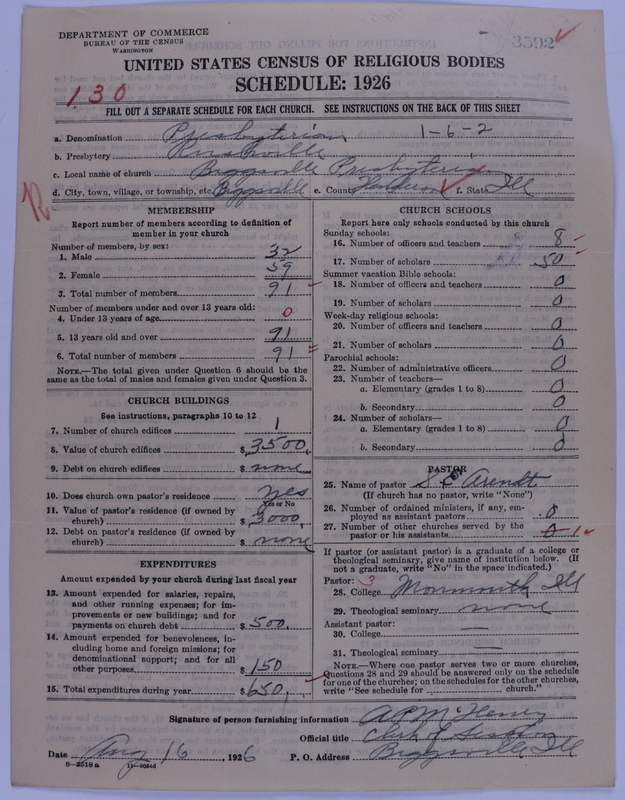 DEPARTMENT OF COMMERCE
BUREAU OF THE CENSUS
WASHINGTON
3592
UNITED STATES CENSUS OF RELIGIOUS BODIES
SCHEDULE: 1926
130
FILL OUT A SEPARATE SCHEDULE FOR EACH CHURCH. SEE INSTRUCTIONS ON THE BACK OF THIS SHEET
a. Denomination Presbyterian 1-6-2
b. Presbytery Rushville
c. Local name of church Biggsville Presbyterian
d. City, town, village, or township, etc. Biggsville e. County Henderson f. State Ill
MEMBERSHIP
Report number of members according to definition of
member in your church
Number of members, by sex:
1. Male 32
2. Female 59
3. Total number of members 91
Number of members under and over 13 years old:
4. Under 13 years of age 0
5. 13 years old and over 91
6. Total number of members 91
NOTE.—The total given under Question 6 should be
same as the total of males and females given under Question 3.
CHURCH BUILDINGS
See instructions, paragraphs 10 to 12
7. Number of church edifices 1
8. Value of church edifices $ 3500.
9. Debt on church edifices $ none
10. Does church own pastor's residence yes
Yes or No
11. Value of pastor's residence (if owned by
church) $ 3000.
12. Debt on pastor's residence (if owned by
church) $ none
EXPENDITURES
Amount expended by your church during last fiscal year
13. Amount expended for salaries, repairs,
and other running expenses; for im-
provements or new buildings; and for
payments on church debt $ 500.
14. Amount expended for benevolences, in-
cluding home and foreign missions; for
denominational support; and for all
other purposes $ 150
15. Total expenditures during year $ 650.
CHURCH SCHOOLS
Report here only schools conducted by this church
Sunday schools:
16. Number of officers and teachers 8
17. Number of scholars 50
Summer vacation Bible schools:
18. Number of officers and teachers 0
19. Number of scholars 0
Week-day religious schools:
20. Number of officers and teachers 0
21. Number of scholars 0
Parochial schools:
22. Number of administrative officers 0
23. Number of teachers—
a. Elementary (grades 1 to 8) 0
b. Secondary 0
24. Number of scholars—
a. Elementary (grades 1 to 8) 0
b. Secondary 0
PASTOR
25. Name of pastor Arendt
(If church has no pastor, write "None")
26. Number of ordained ministers, if any, em-
ployed as assistant pastors 0
27. Number of other churches served by the
pastor or his assistants 0 1
If pastor (or assistant pastor) is a graduate of a college or
theological seminary, give name of institution below. (If
not a graduate, write "No" in the space indicated.)
Pastor: 3
28. College Monmouth Ill
29. Theological seminary none
Assistant pastor:
30. College —
31. Theological seminary —
NOTE.—Where one pastor serves two or more churches,
Questions 28 and 29 should be answered only on the schedule
for one of the churches; on the schedules for the other churches,
write "See schedule for church."
Signature of person furnishing information A P McHenry
Official title Clerk of Session
Date Aug 16, 1926 P. O. Address Biggsville Ill
8—2518a